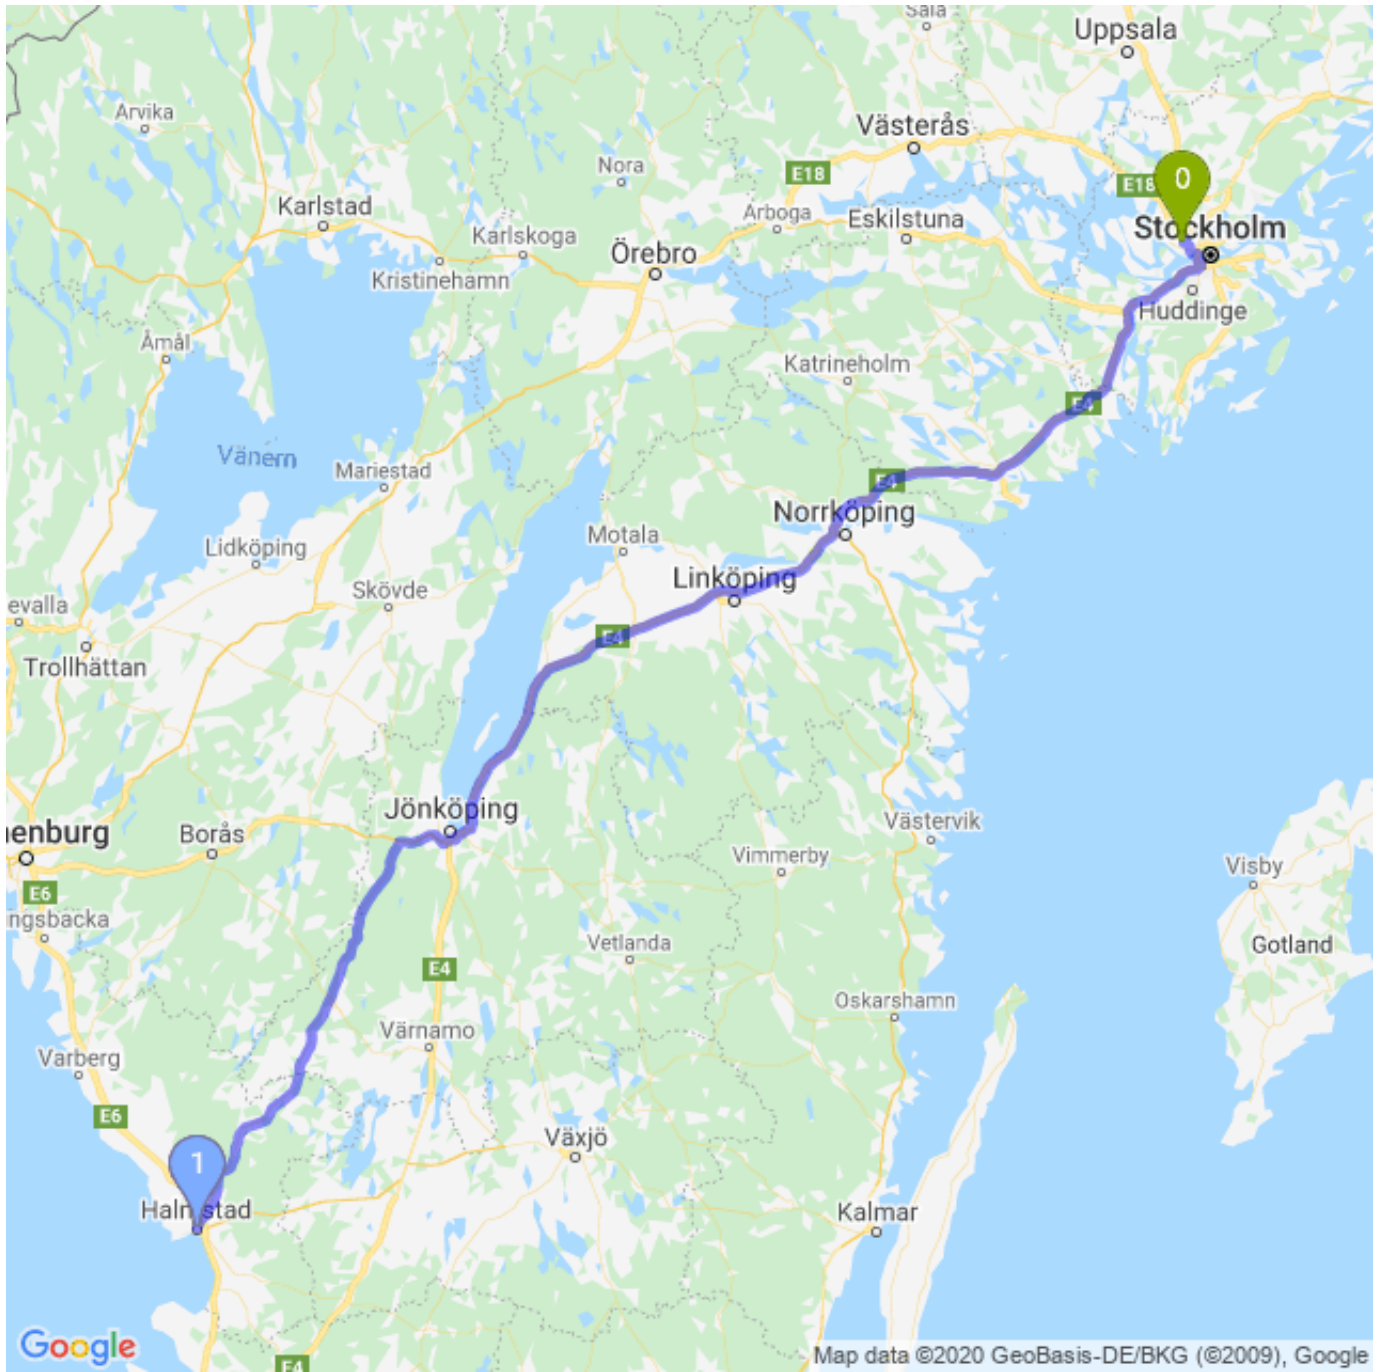 Sala
Uppsala
Arvika
Västerås
Nora
E18
E18
0
Karlstad
Arboga
Eskilstuna
Stockholm
Karlskoga
Örebro
Kristinehamn
Huddinge
Åmål
Katrineholm
E4
Vänern
Mariestad
E4
Norrköping
Motala
Lidköping
Linköping
Skövde
evalla
E4
Trollhättan
Jönköping
Borås
Västervik
enburg
Vimmerby
Visby
E6
ngsbacka
Vetlanda
Gotland
E4
Oskarshamn
Värnamo
Varberg
E6
Växjö
1
Halmstad
Kalmar
Google
Map data ©2020 GeoBasis-DE/BKG (©2009), Google
E4